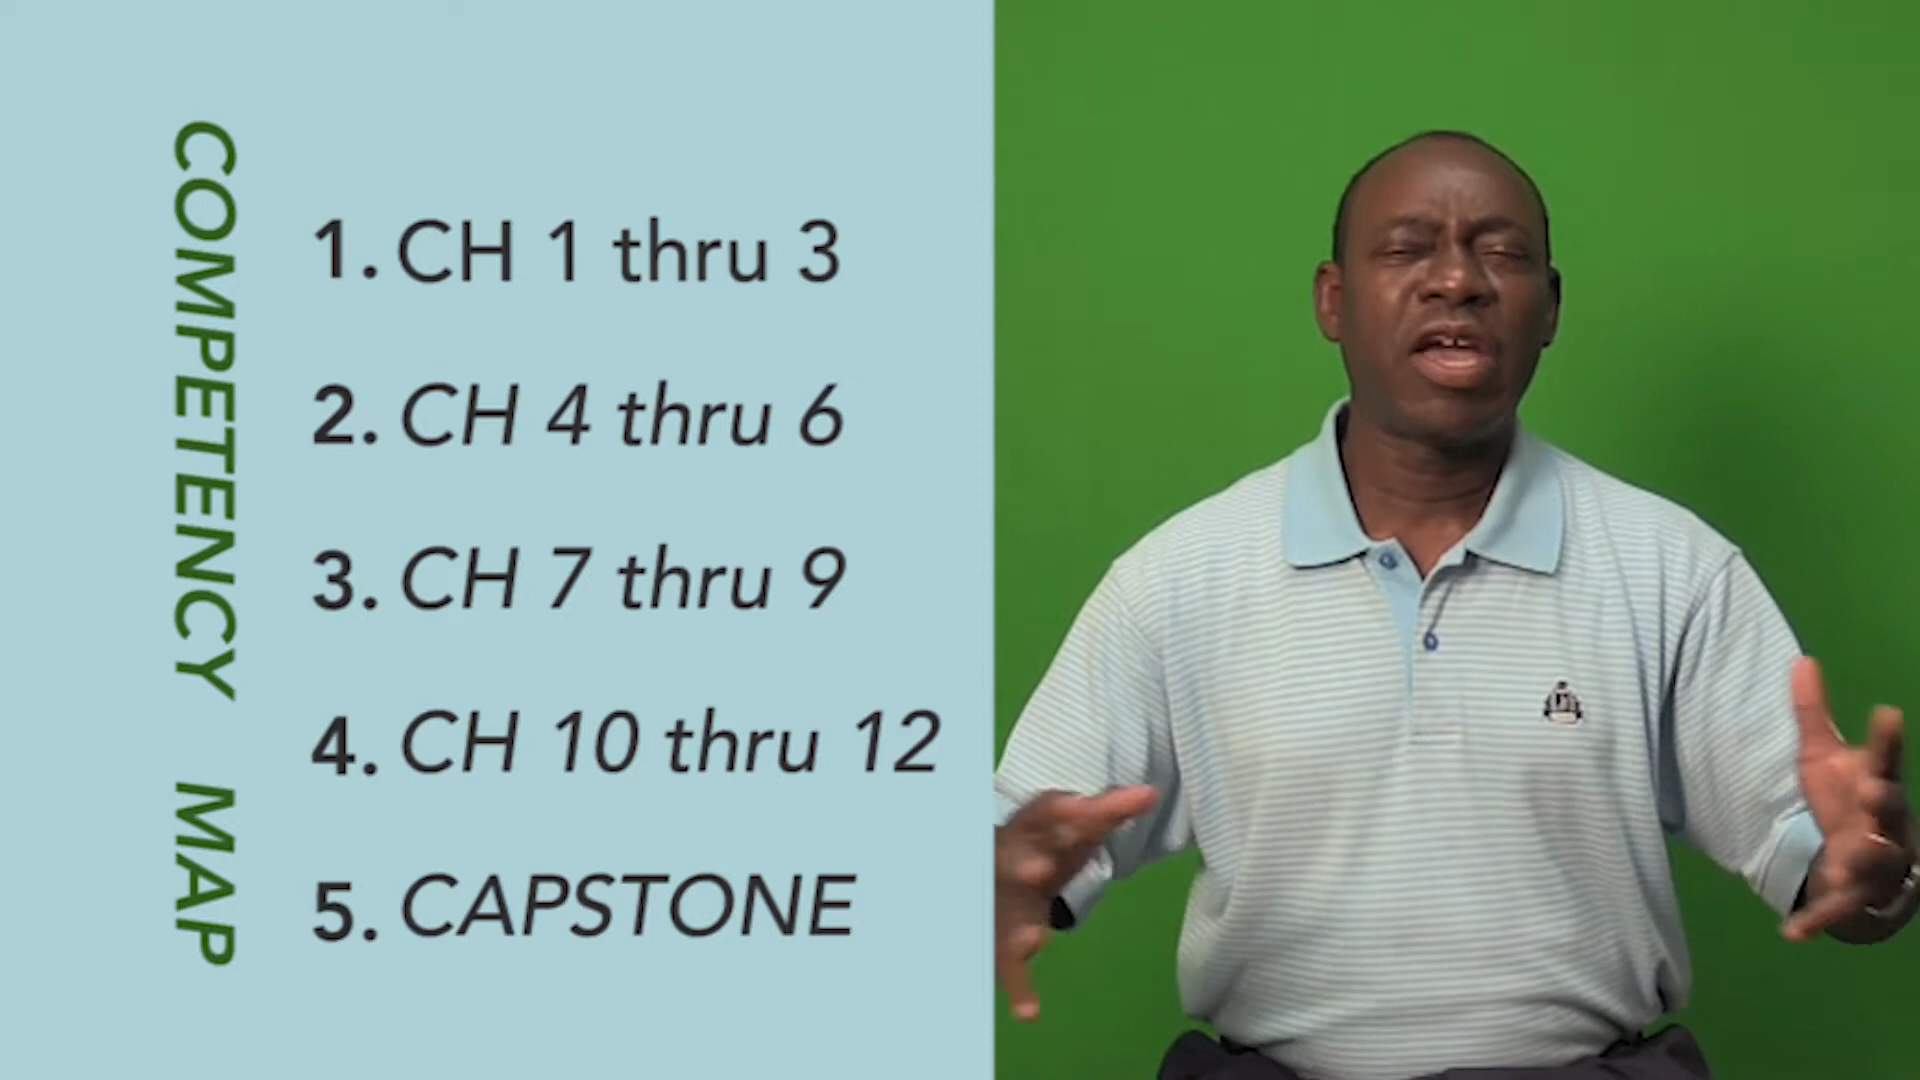 COMPETENCY MAP
1. CH 1 thru 3
2. CH 4 thru 6
3. CH 7 thru 9
4. CH 10 thru 12
5. CAPSTONE